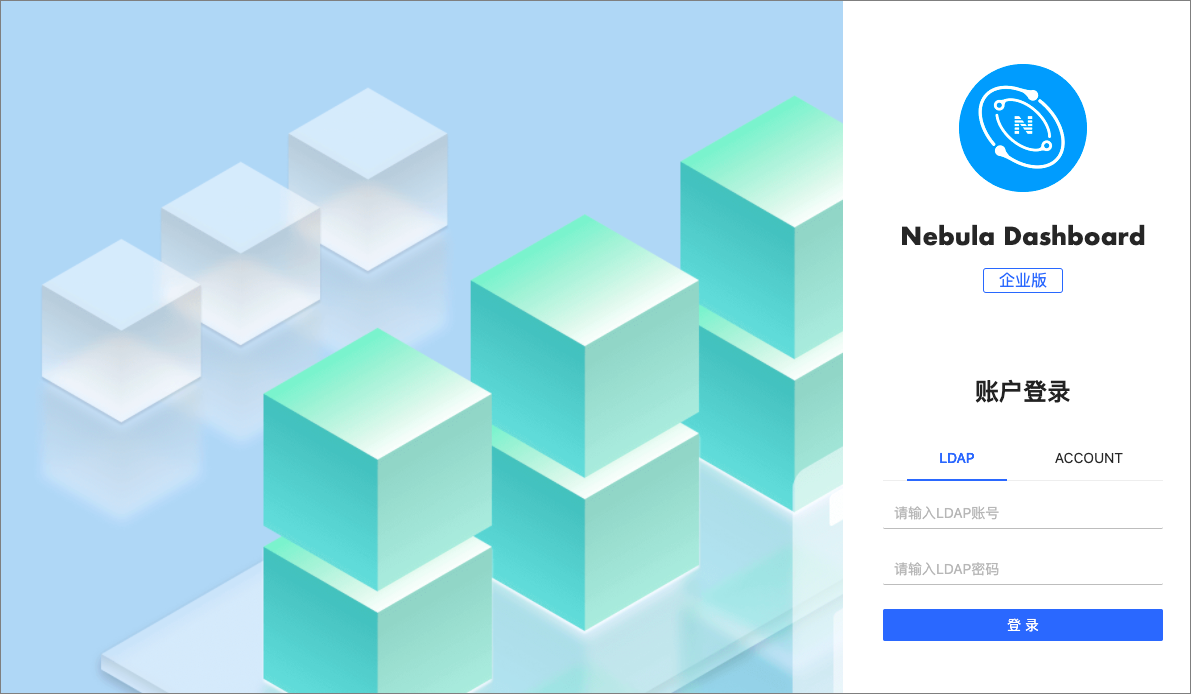 N
Nebula Dashboard
企业版
账户登录
LDAP ACCOUNT
请输入LDAP账号
请输入LDAP密码
登 录